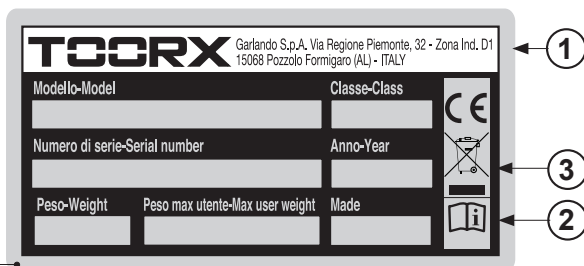 TOORX
Garlando S.p.A. Via Regione Piemonte, 32 - Zona Ind. D1
15068 Pozzolo Formigaro (AL) - ITALY
1
Modello-Model Classe-Class
CE
Numero di serie-Serial number Anno-Year
3
Peso-Weight Peso max utente-Max user weight Made
i
2